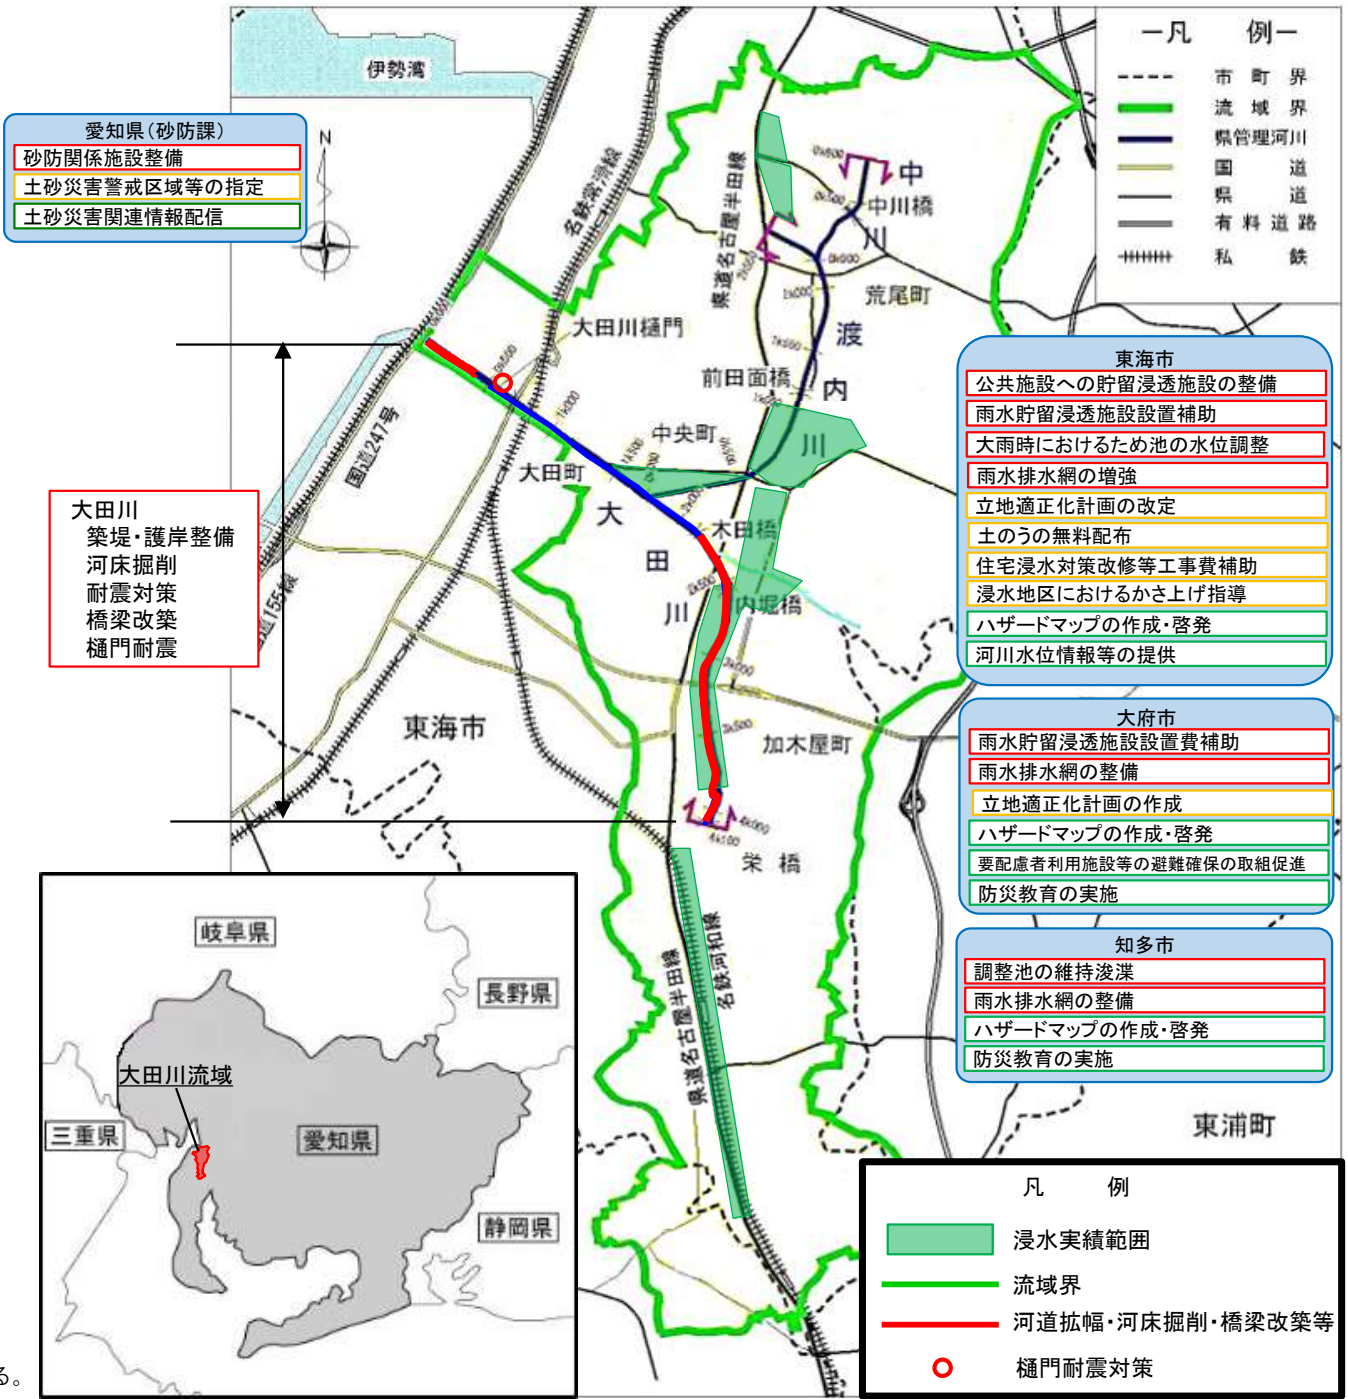 伊勢湾
N
愛知県(砂防課)
砂防関係施設整備
土砂災害警戒区域等の指定
土砂災害関連情報配信
ー凡 例ー
市町界
流域界
県管理河川
国道
県道
有料道路
私鉄
名鉄常滑線
県道名古屋半田線
中川
0k600
0k500
中川橋
0k000
2k000
1k000
荒尾町
渡内川
1k500
前田面橋
大田川樋門
0k000
0k500
1k000
中央町
1k500
0k000
0k500
大田町
2k000
国道247号
木田橋
大田川
2k500
内堀橋
3k000
3k500
加木屋町
4k000
4k100
栄橋
東海市
道155線
大田川
築堤・護岸整備
河床掘削
耐震対策
橋梁改築
樋門耐震
東海市
公共施設への貯留浸透施設の整備
雨水貯留浸透施設設置補助
大雨時におけるため池の水位調整
雨水排水網の増強
立地適正化計画の改定
土のうの無料配布
住宅浸水対策改修等工事費補助
浸水地区におけるかさ上げ指導
ハザードマップの作成・啓発
河川水位情報等の提供
大府市
雨水貯留浸透施設設置費補助
雨水排水網の整備
立地適正化計画の作成
ハザードマップの作成・啓発
要配慮者利用施設等の避難確保の取組促進
防災教育の実施
知多市
調整池の維持浚渫
雨水排水網の整備
ハザードマップの作成・啓発
防災教育の実施
県道名古屋半田線
名鉄河和線
東浦町
岐阜県
長野県
大田川流域
三重県
愛知県
静岡県
凡 例
浸水実績範囲
流域界
河道拡幅・河床掘削・橋梁改築等
樋門耐震対策
る。